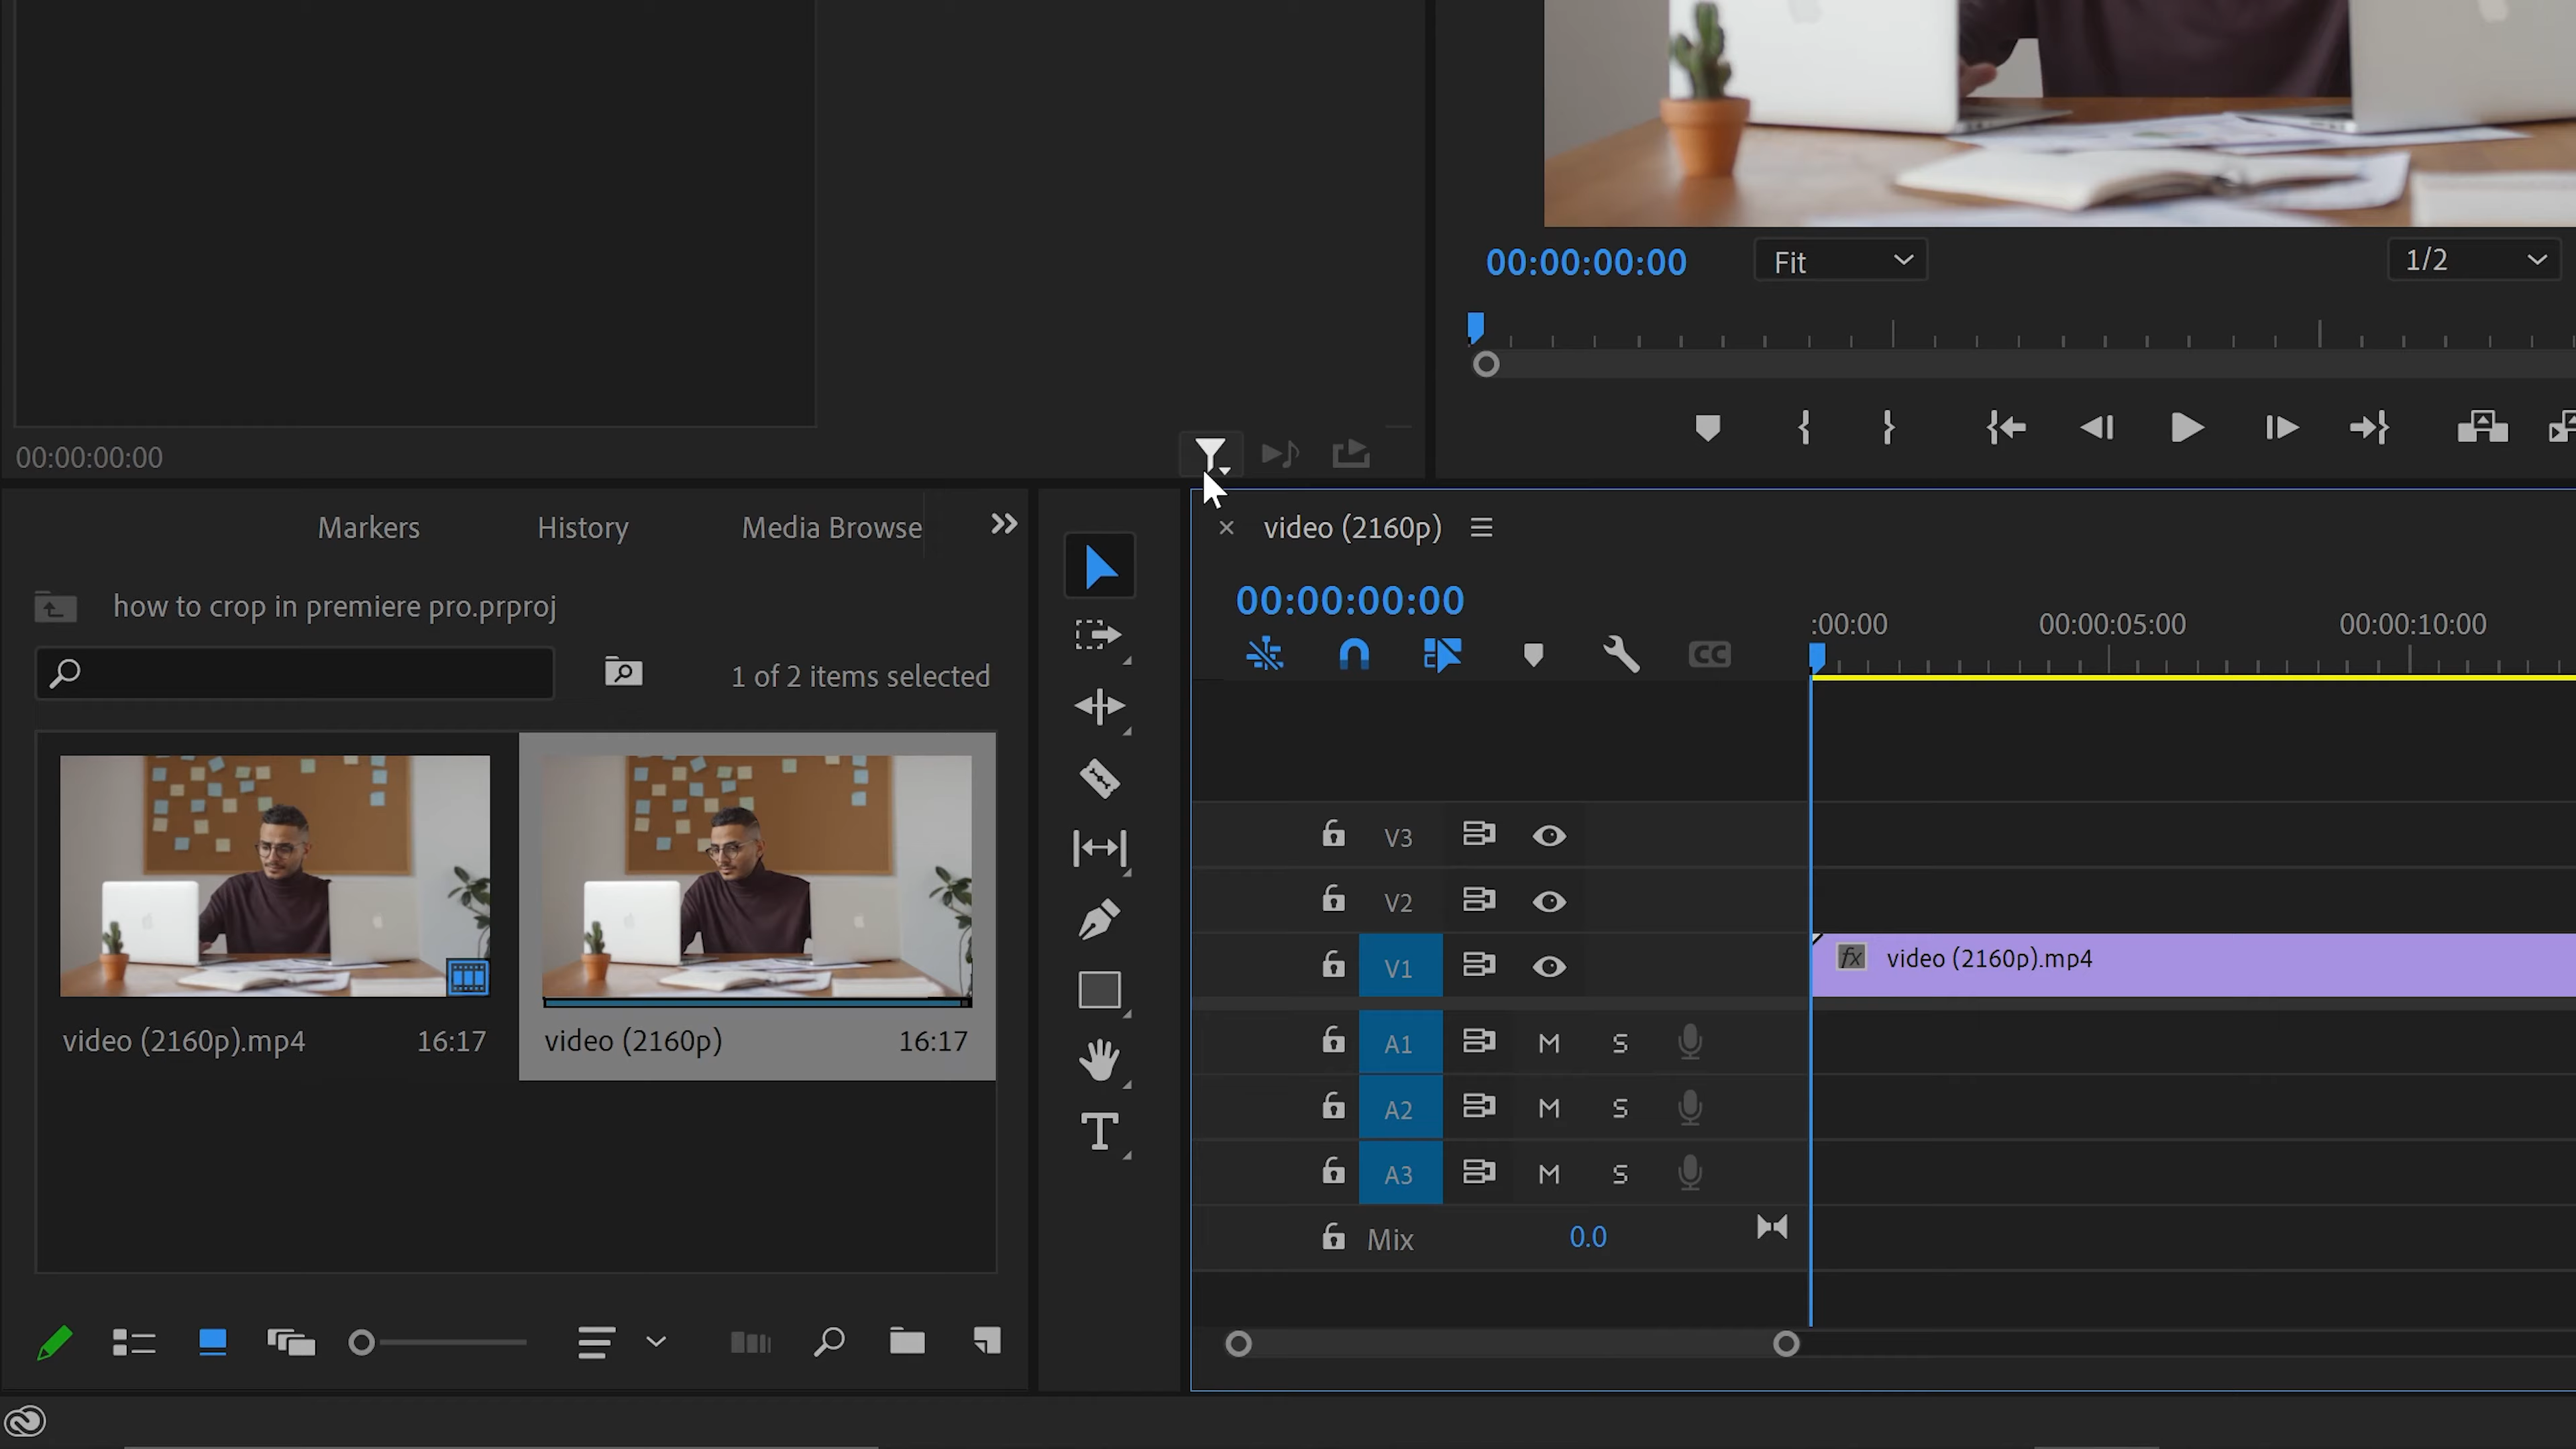 00:00:00:00
Fit
1/2
00:00:00:00
Markers
History
Media Browse
how to crop in premiere pro.prproj
1 of 2 items selected
video (2160p).mp4 16:17
video (2160p) 16:17
T
video (2160p)
00:00:00:00
:00:00
00:00:05:00
00:00:10:00
CC
V3
V2
V1
fx video (2160p).mp4
A1 M S
A2 M S
A3 M S
Mix 0.0